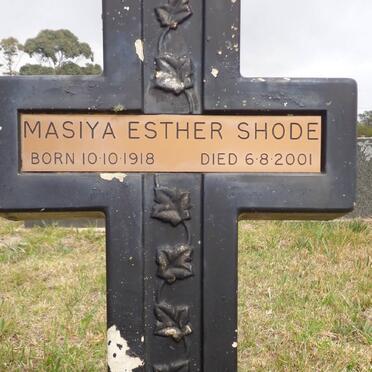 MASIYA ESTHER SHODE
BORN 10·10·1918 DIED 6·8·2001